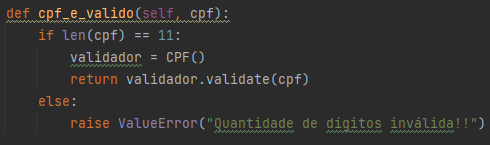 def cpf_e_valido(self, cpf):
    if len(cpf) == 11:
        validador = CPF()
        return validador.validate(cpf)
    else:
        raise ValueError("Quantidade de dígitos inválida!!")